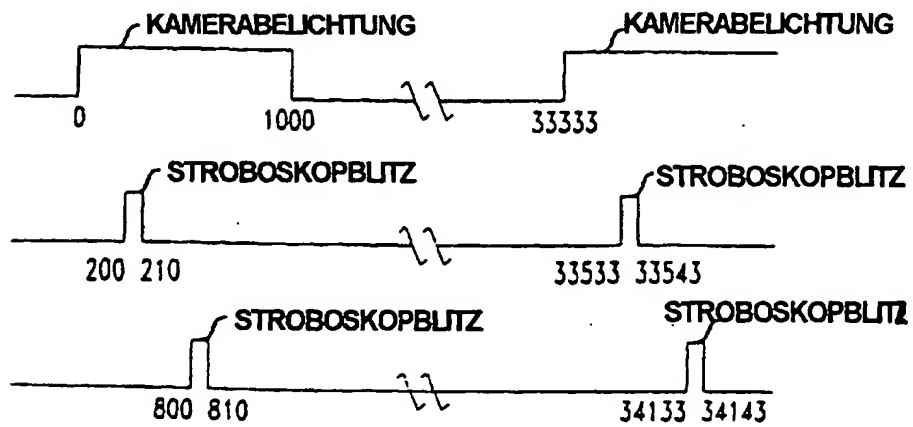 KAMERABELICHTUNG KAMERABELICHTUNG
0 1000 33333
STROBOSKOPBLITZ STROBOSKOPBLITZ
200 210 33533 33543
STROBOSKOPBLITZ STROBOSKOPBLITZ
800 810 34133 34143